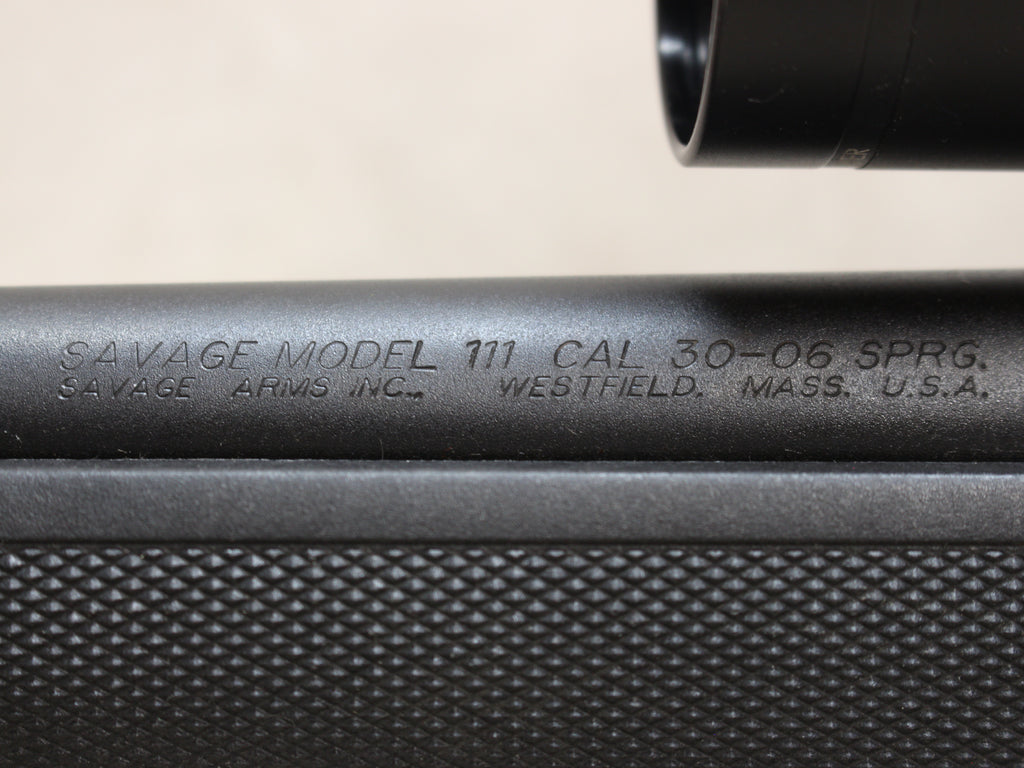 SAVAGE MODEL 111 CAL 30-06 SPRG.
SAVAGE ARMS INC., WESTFIELD. MASS. U.S.A.